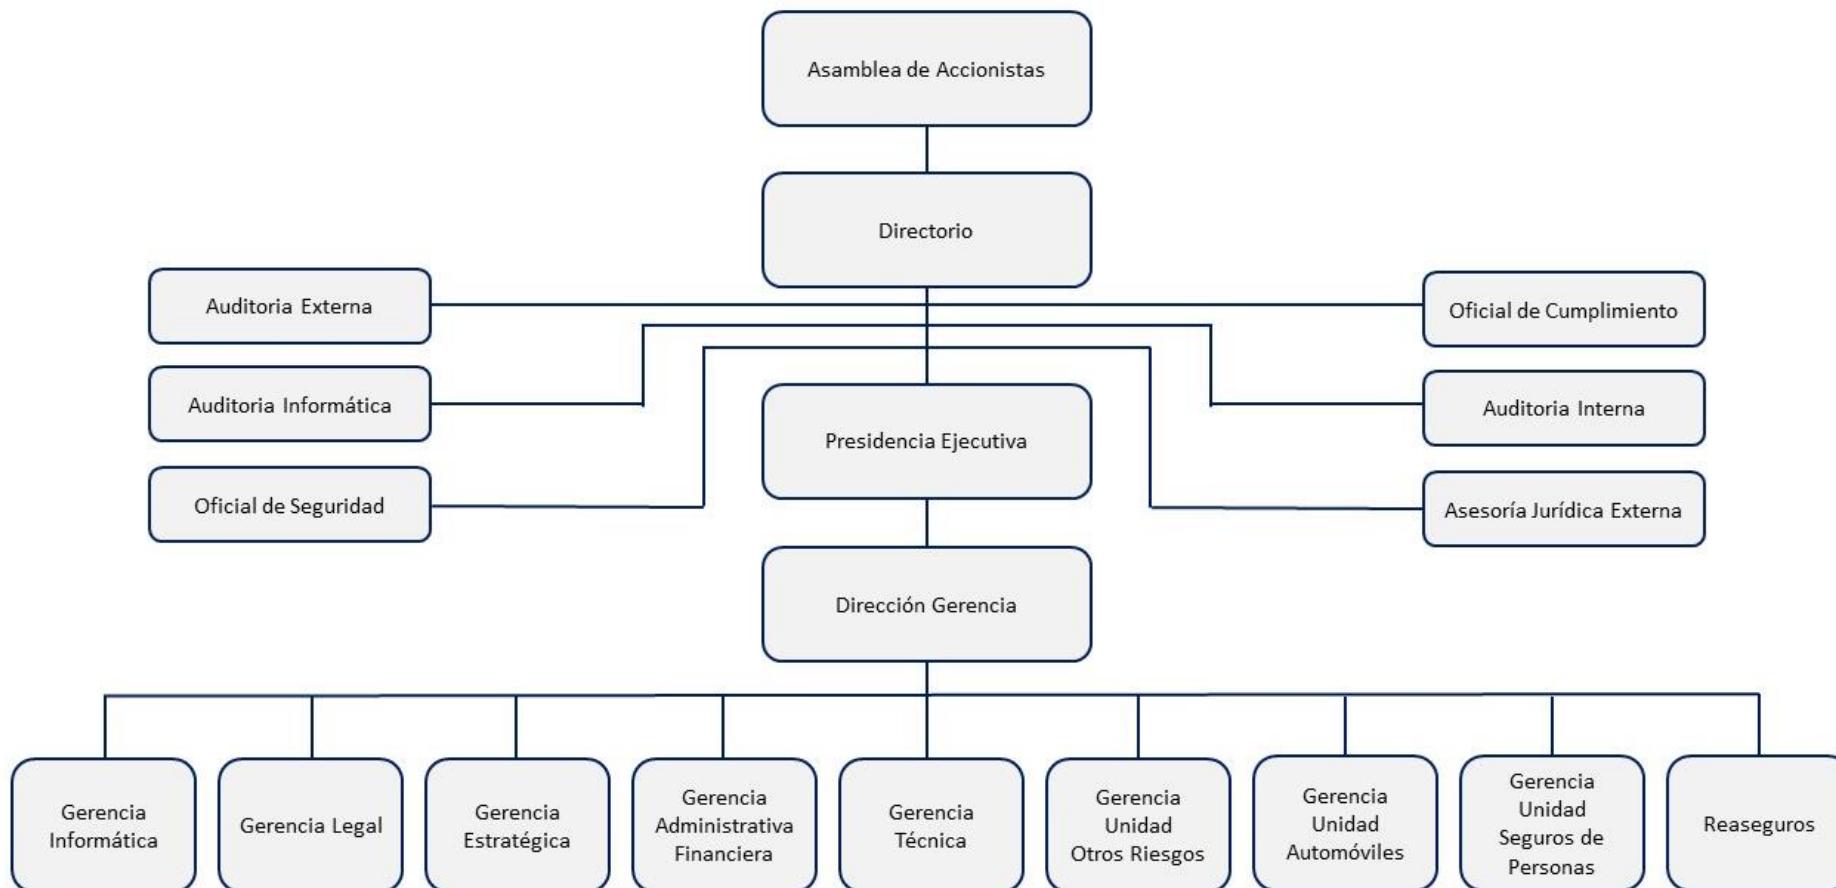 Asamblea de Accionistas
Directorio
Auditoria Externa
Oficial de Cumplimiento
Auditoria Informática
Auditoria Interna
Presidencia Ejecutiva
Oficial de Seguridad
Asesoría Jurídica Externa
Dirección Gerencia
Gerencia
Informática
Gerencia Legal
Gerencia
Estratégica
Gerencia
Administrativa
Financiera
Gerencia
Técnica
Gerencia
Unidad
Otros Riesgos
Gerencia
Unidad
Automóviles
Gerencia
Unidad
Seguros de
Personas
Reaseguros